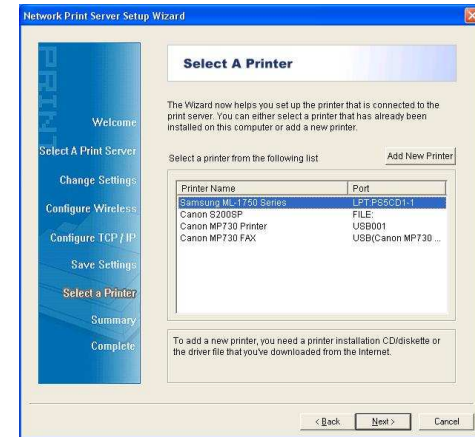 Network Print Server Setup Wizard
PRINT
Welcome
Select A Print Server
Change Settings
Configure Wireless
Configure TCP / IP
Save Settings
Select a Printer
Summary
Complete
Select A Printer
The Wizard now helps you set up the printer that is connected to the
print server. You can either select a printer that has already been
installed on this computer or add a new printer.
Select a printer from the following list
Add New Printer
Printer Name Port
Samsung ML-1750 Series LPT:PS5CD1-1
Canon S200SP FILE:
Canon MP730 Printer USB001
Canon MP730 FAX USB(Canon MP730 ...
To add a new printer, you need a printer installation CD/diskette or
the driver file that you've downloaded from the Internet.
< Back Next > Cancel